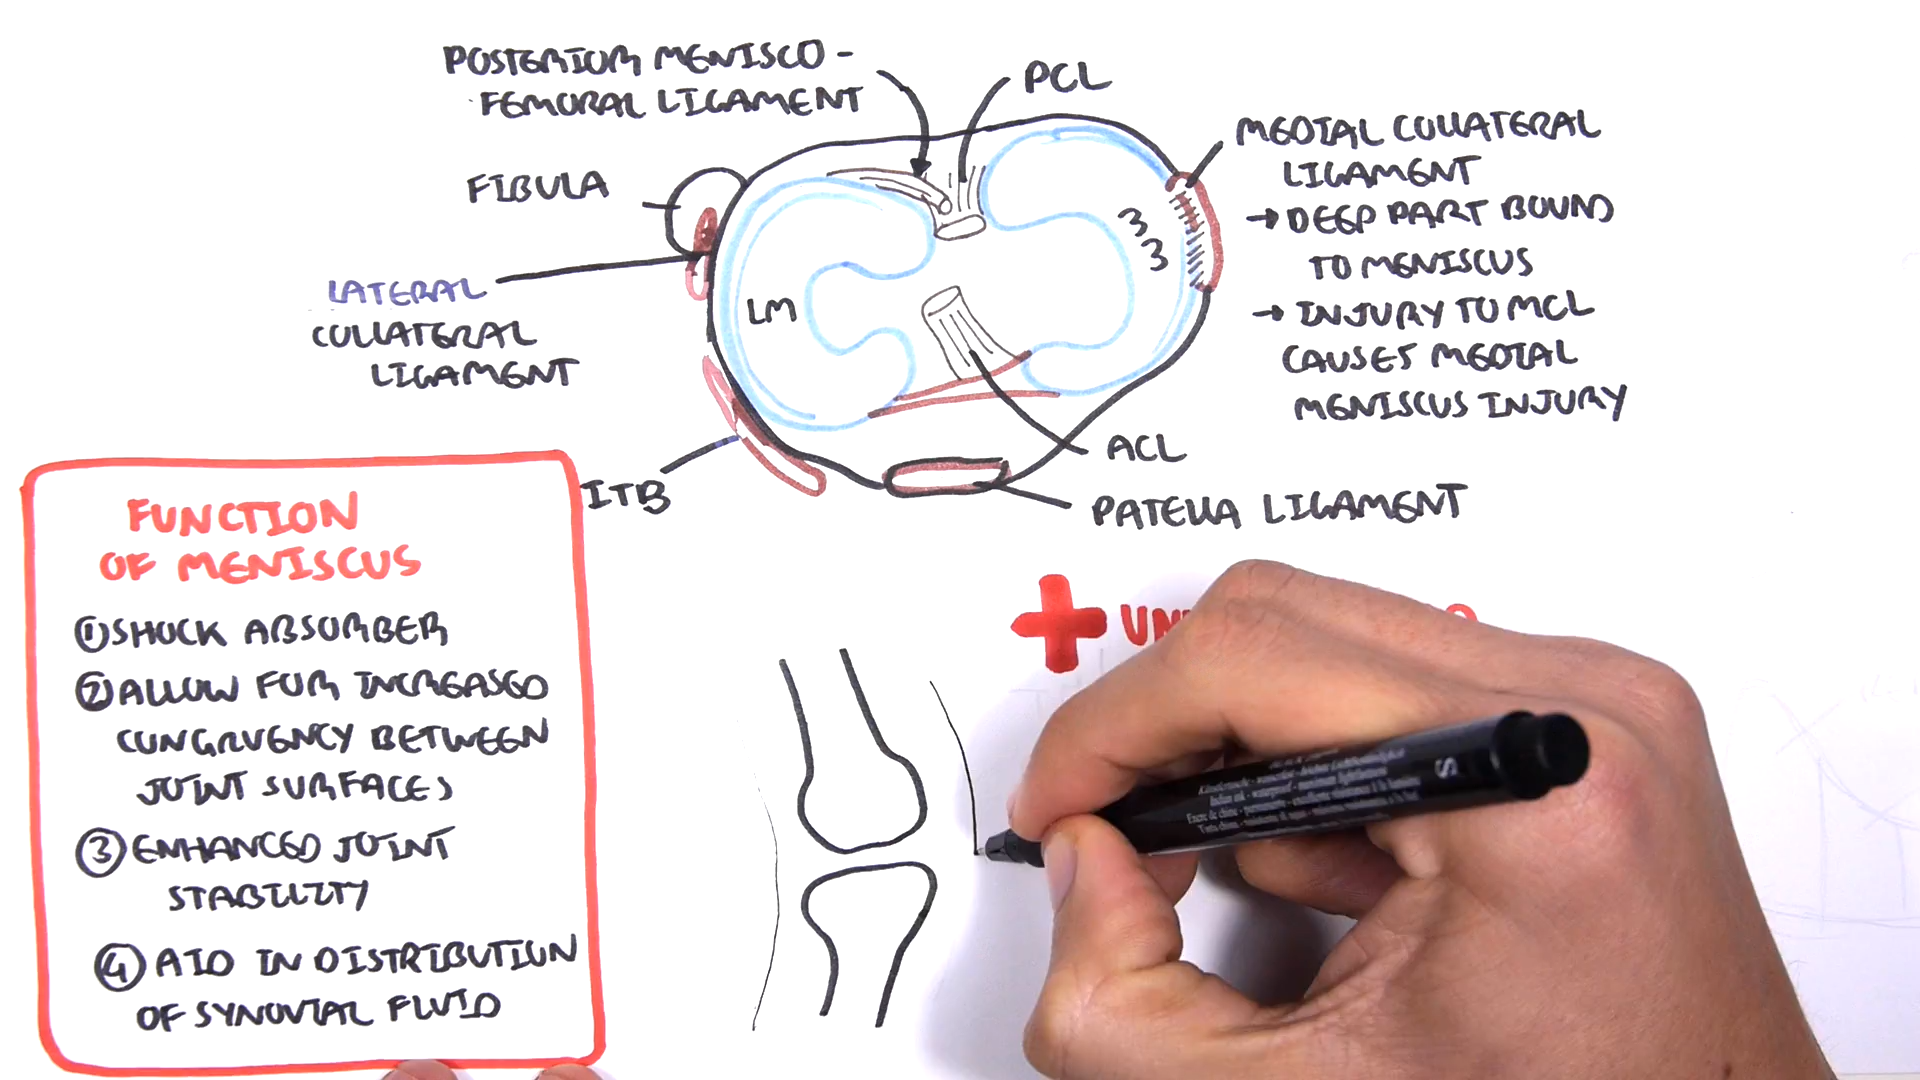 POSTERIOR MENISCO-
FEMORAL LIGAMENT
PCL
MEDIAL COLLATERAL
LIGAMENT
→ DEEP PART BOUND
TO MENISCUS
→ INJURY TO MCL
CAUSES MEDIAL
MENISCUS INJURY
FIBULA
LATERAL
COLLATERAL
LIGAMENT
LM
ITB
ACL
PATELLA LIGAMENT
FUNCTION
OF MENISCUS
① SHOCK ABSORBER
② ALLOW FOR INCREASED
CONGRUENCY BETWEEN
JOINT SURFACES
③ ENHANCED JOINT
STABILITY
④ AID IN DISTRIBUTION
OF SYNOVIAL FLUID
S